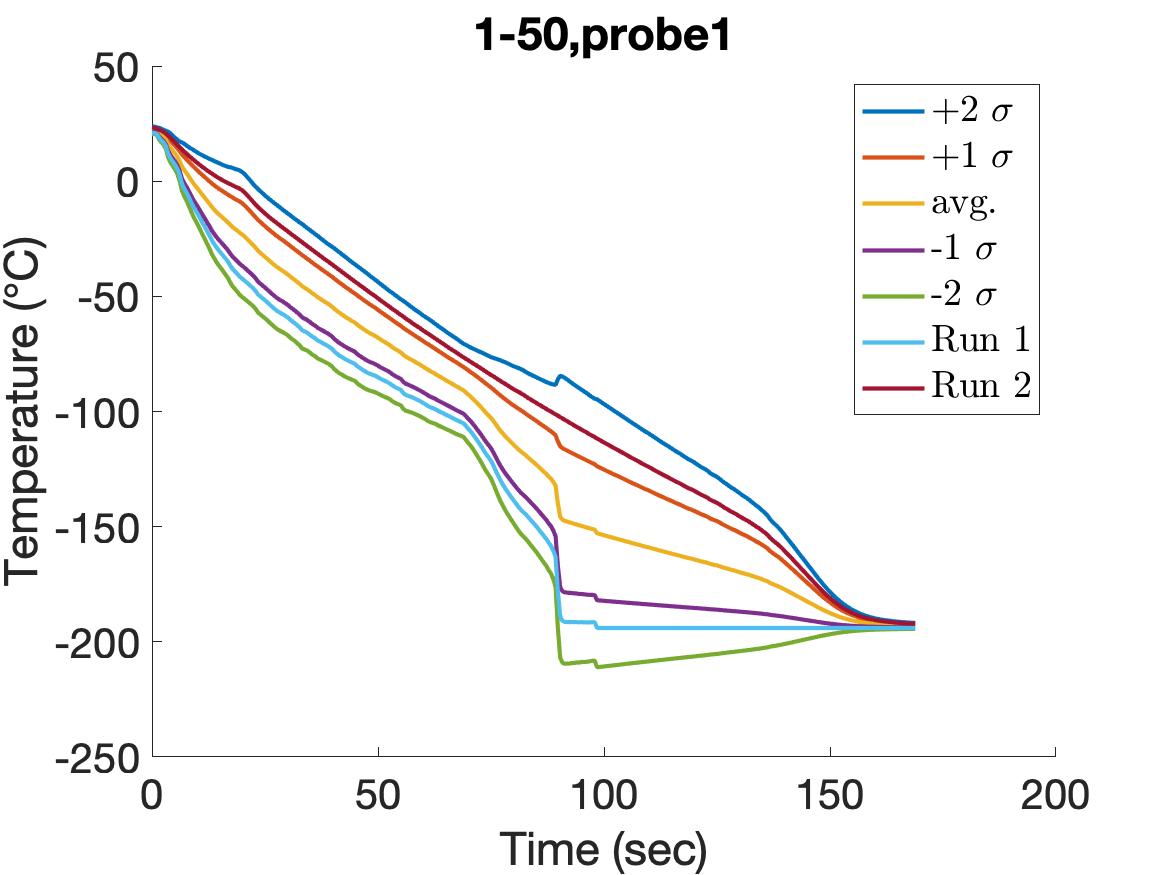 1-50,probe1
50
0
-50
-100
-150
-200
-250
0
50
100
150
200
Temperature (°C)
Time (sec)
+2 σ
+1 σ
avg.
-1 σ
-2 σ
Run 1
Run 2